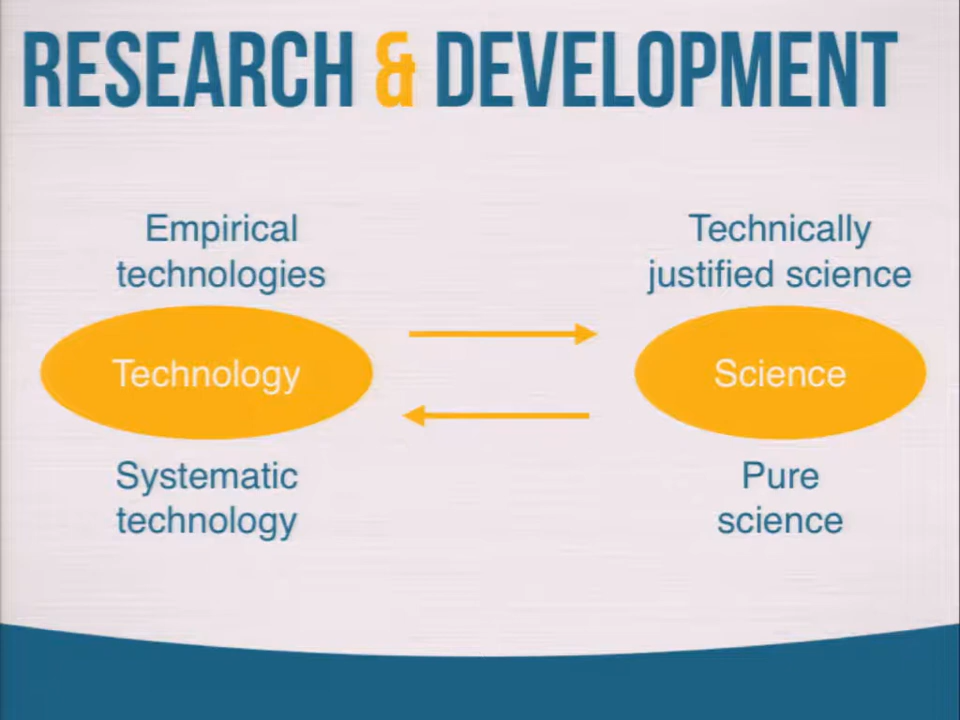 RESEARCH & DEVELOPMENT
Empirical
technologies
Technology
Systematic
technology
Technically
justified science
Science
Pure
science